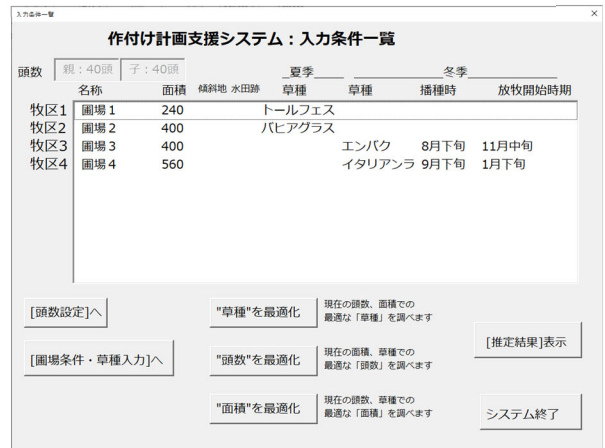 入力条件一覧
×
作付け計画支援システム：入力条件一覧
頭数 親：40頭 子：40頭 夏季 冬季
名称 面積 傾斜地 水田跡 草種 草種 播種時 放牧開始時期
牧区1 圃場1 240 トールフェス
牧区2 圃場2 400 バヒアグラス
牧区3 圃場3 400 エンバク 8月下旬 11月中旬
牧区4 圃場4 560 イタリアンラ 9月下旬 1月下旬
[頭数設定]へ
"草種"を最適化
現在の頭数、面積での
最適な「草種」を調べます
[圃場条件・草種入力]へ
"頭数"を最適化
現在の面積、草種での
最適な「頭数」を調べます
[推定結果]表示
"面積"を最適化
現在の頭数、草種での
最適な「面積」を調べます
システム終了